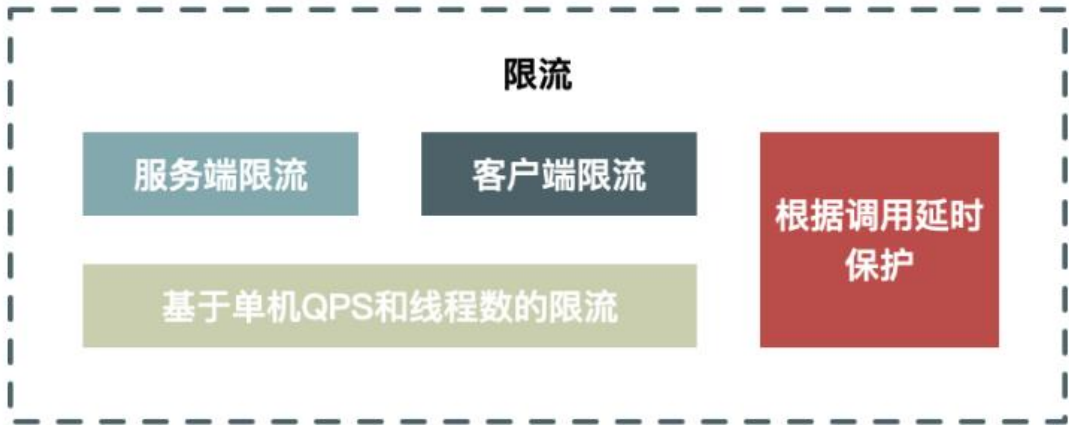 限流
服务端限流
客户端限流
根据调用延时
保护
基于单机QPS和线程数的限流